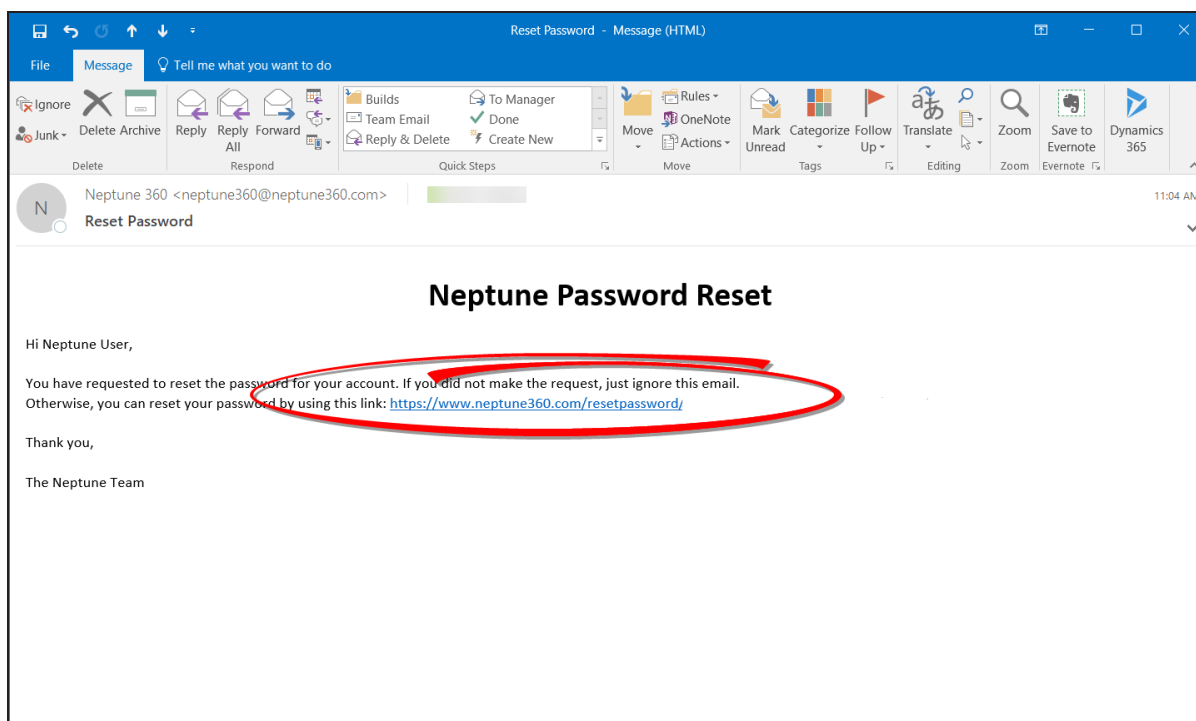 Reset Password - Message (HTML)
File Message Tell me what you want to do
Ignore
Junk
Delete Archive
Delete
Reply Reply All Forward
Respond
Builds To Manager
Team Email Done
Reply & Delete Create New
Quick Steps
Move
Rules
OneNote
Actions
Move
Mark Unread Categorize Follow Up
Tags
Translate
Editing
Zoom
Zoom
Save to Evernote
Evernote
Dynamics 365
N
Neptune 360 <neptune360@neptune360.com>
11:04 AM
Reset Password
Neptune Password Reset
Hi Neptune User,
You have requested to reset the password for your account. If you did not make the request, just ignore this email.
Otherwise, you can reset your password by using this link: https://www.neptune360.com/resetpassword/
Thank you,
The Neptune Team